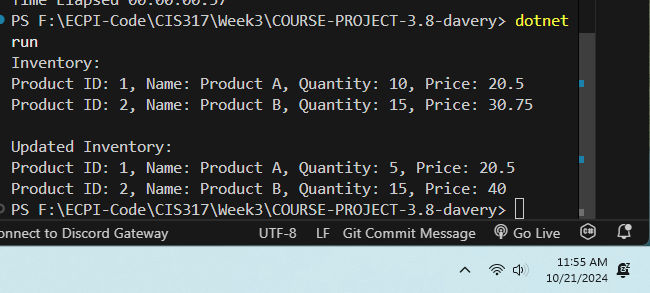 Time Elapsed 00:00:00.57
PS F:\ECPI-Code\CIS317\Week3\COURSE-PROJECT-3.8-davery> dotnet
run
Inventory:
Product ID: 1, Name: Product A, Quantity: 10, Price: 20.5
Product ID: 2, Name: Product B, Quantity: 15, Price: 30.75
Updated Inventory:
Product ID: 1, Name: Product A, Quantity: 5, Price: 20.5
Product ID: 2, Name: Product B, Quantity: 15, Price: 40
PS F:\ECPI-Code\CIS317\Week3\COURSE-PROJECT-3.8-davery>
onnect to Discord Gateway UTF-8 LF Git Commit Message Go Live
11:55 AM
10/21/2024